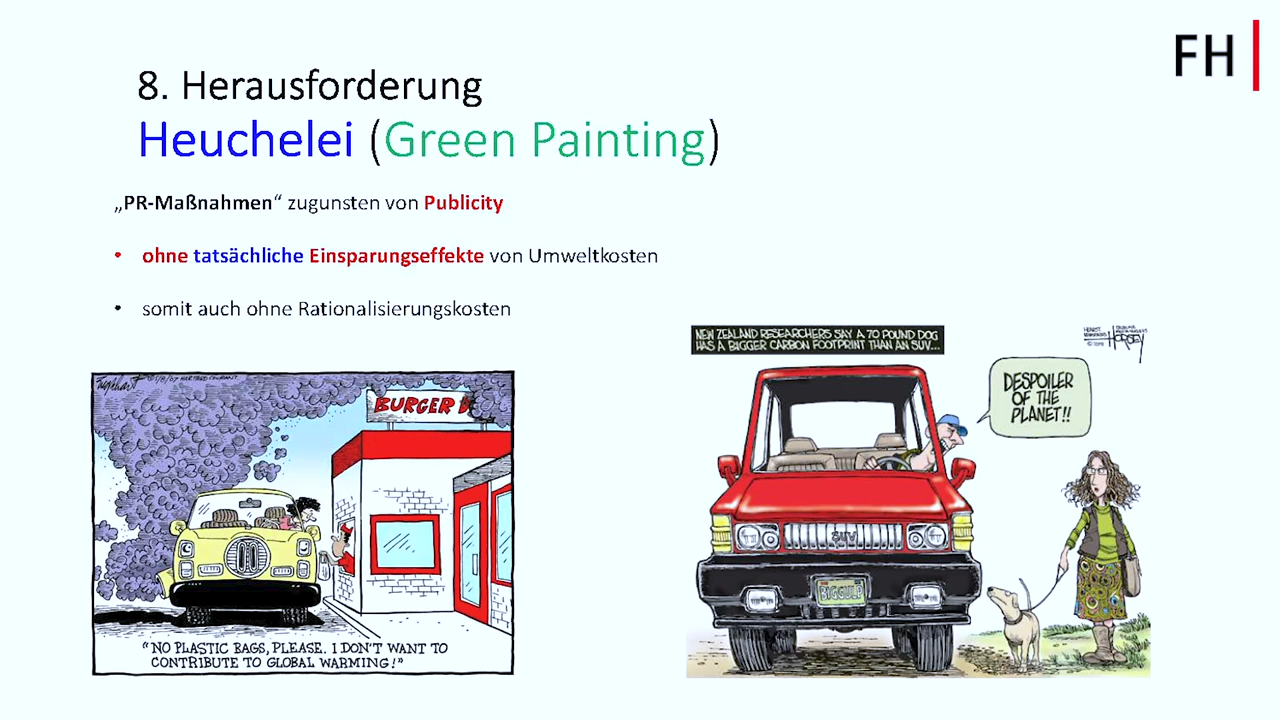 FH
8. Herausforderung
Heuchelei (Green Painting)
„PR-Maßnahmen“ zugunsten von Publicity
• ohne tatsächliche Einsparungseffekte von Umweltkosten
• somit auch ohne Rationalisierungskosten
BURGER
"NO PLASTIC BAGS, PLEASE. I DON'T WANT TO
CONTRIBUTE TO GLOBAL WARMING!"
NEW ZEALAND RESEARCHERS SAY A 70 POUND DOG
HAS A BIGGER CARBON FOOTPRINT THAN AN SUV...
HORSEY
DESPOILER
OF THE
PLANET!!
SUV
BIGGULP